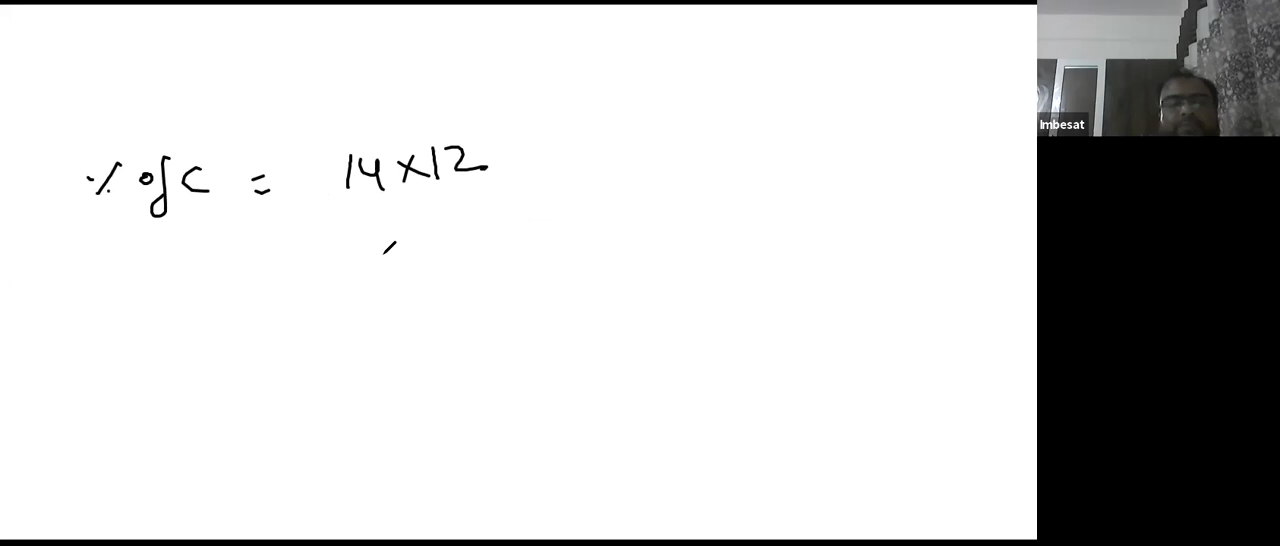 % of C = 14 × 12
Imbesat